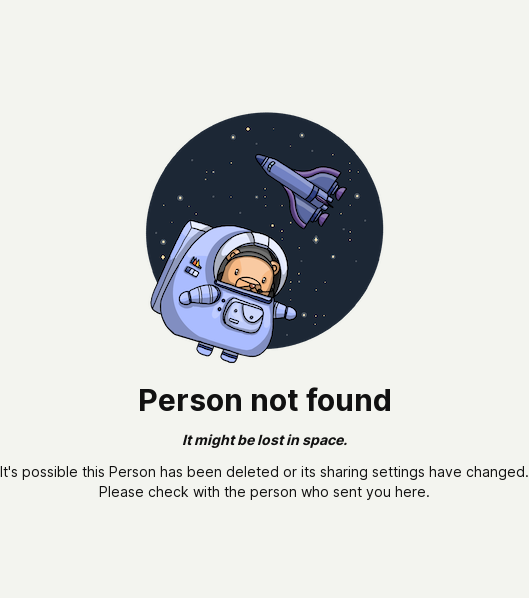 Person not found
It might be lost in space.
It's possible this Person has been deleted or its sharing settings have changed.
Please check with the person who sent you here.